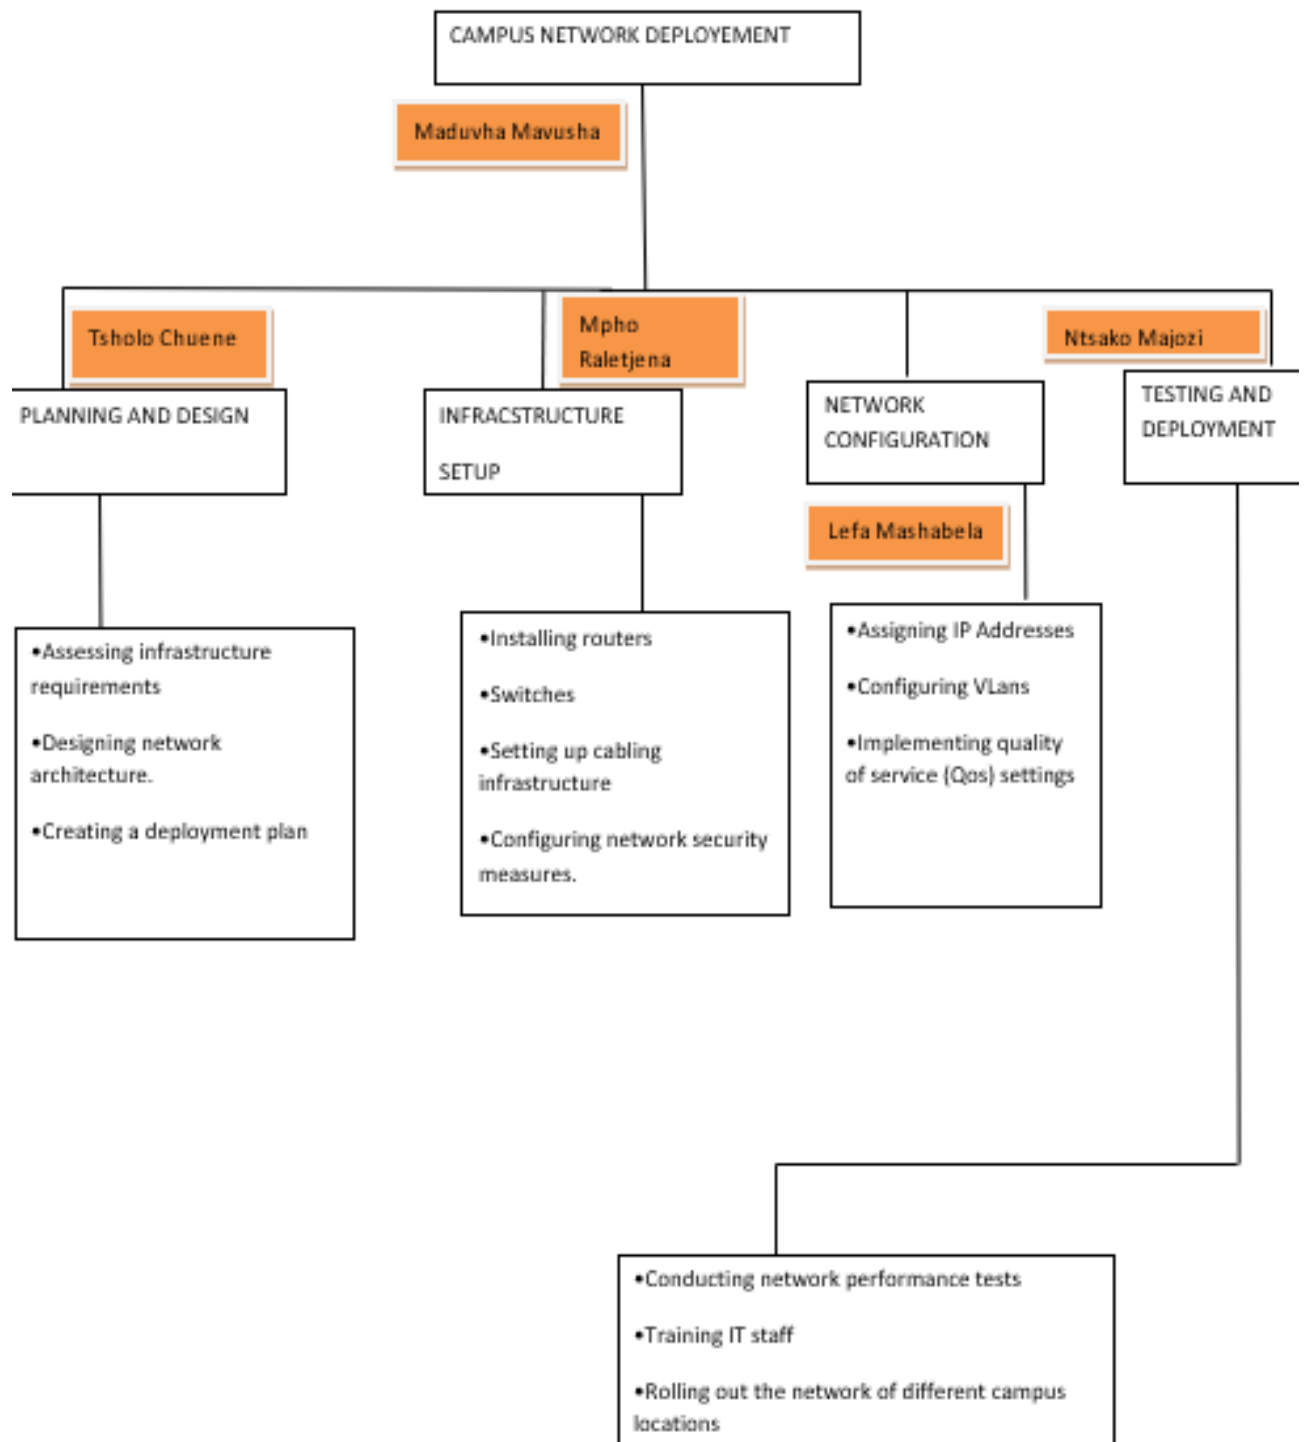 CAMPUS NETWORK DEPLOYEMENT
Maduvha Mavusha
Tsholo Chuene
Mpho
Raletjena
Ntsako Majozi
PLANNING AND DESIGN
INFRACSTRUCTURE
SETUP
NETWORK
CONFIGURATION
TESTING AND
DEPLOYMENT
Lefa Mashabela
•Assessing infrastructure
requirements
•Designing network
architecture.
•Creating a deployment plan
•Installing routers
•Switches
•Setting up cabling
infrastructure
•Configuring network security
measures.
•Assigning IP Addresses
•Configuring VLans
•Implementing quality
of service (Qos) settings
•Conducting network performance tests
•Training IT staff
•Rolling out the network of different campus
locations